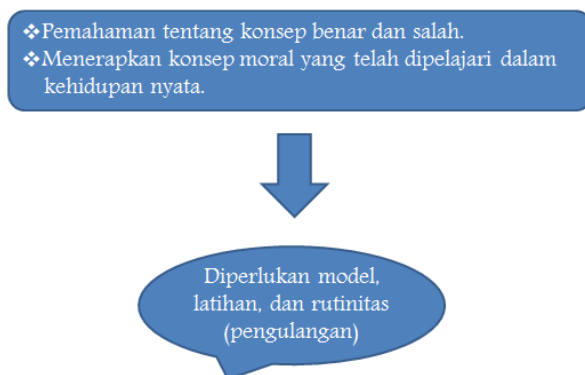 ❖Pemahaman tentang konsep benar dan salah.
❖Menerapkan konsep moral yang telah dipelajari dalam
kehidupan nyata.
Diperlukan model,
latihan, dan rutinitas
(pengulangan)